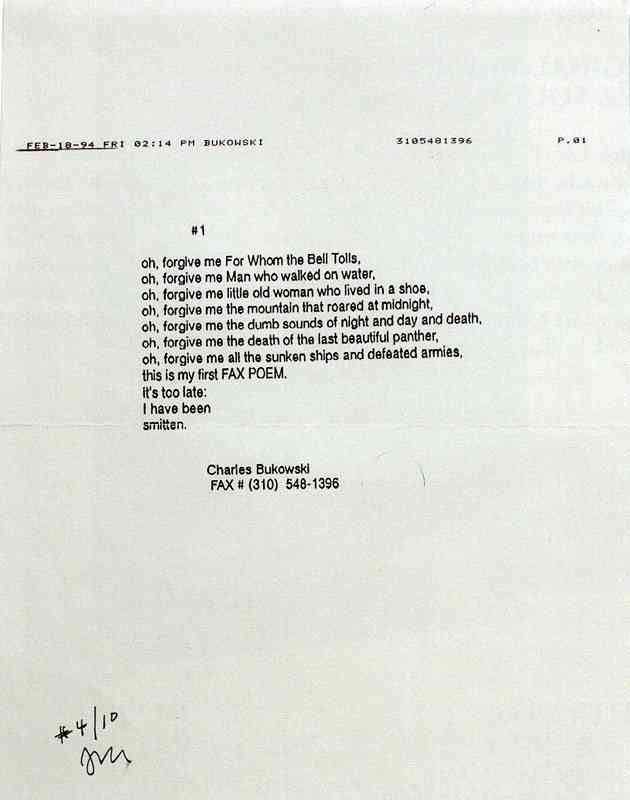 FEB-18-94 FRI 02:14 PM BUKOWSKI 3105481396 P.01
#1
oh, forgive me For Whom the Bell Tolls,
oh, forgive me Man who walked on water,
oh, forgive me little old woman who lived in a shoe,
oh, forgive me the mountain that roared at midnight,
oh, forgive me the dumb sounds of night and day and death,
oh, forgive me the death of the last beautiful panther,
oh, forgive me all the sunken ships and defeated armies,
this is my first FAX POEM.
it's too late:
I have been
smitten.
Charles Bukowski
FAX # (310) 548-1396
#4/10